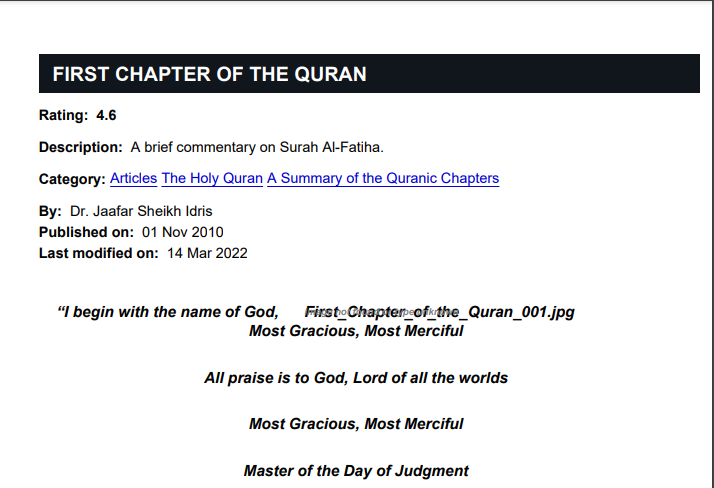 FIRST CHAPTER OF THE QURAN
Rating: 4.6
Description: A brief commentary on Surah Al-Fatiha.
Category: Articles The Holy Quran A Summary of the Quranic Chapters
By: Dr. Jaafar Sheikh Idris
Published on: 01 Nov 2010
Last modified on: 14 Mar 2022
“I begin with the name of God, First_Chapter_of_the_Quran_001.jpg
Most Gracious, Most Merciful
All praise is to God, Lord of all the worlds
Most Gracious, Most Merciful
Master of the Day of Judgment